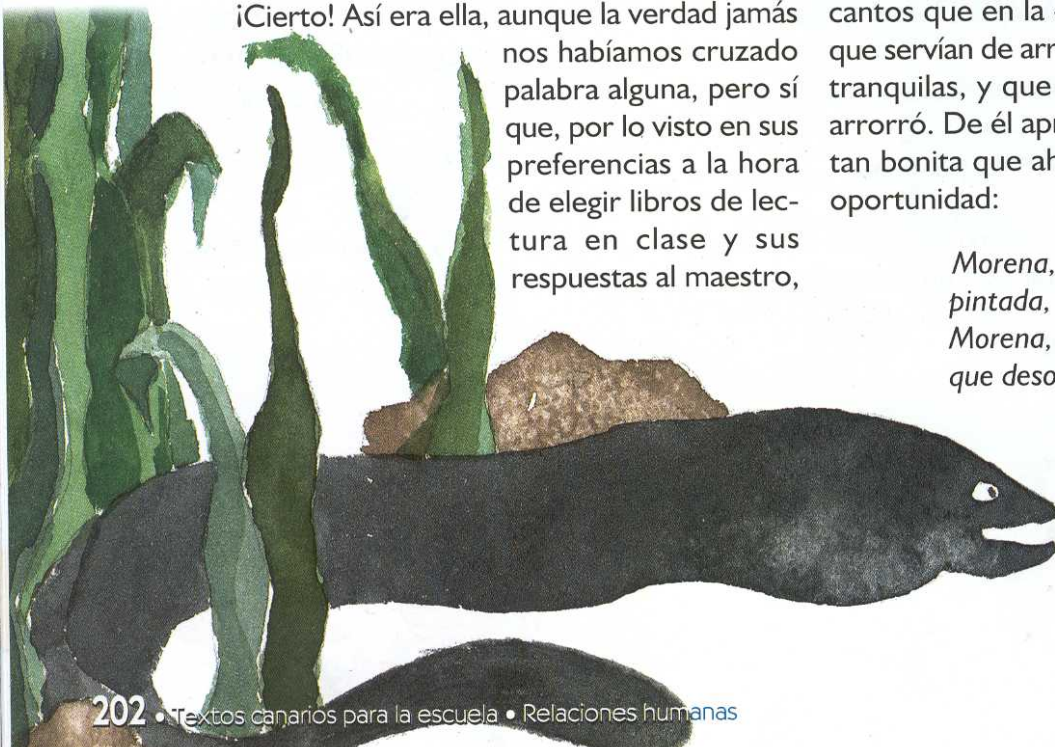 ¡Cierto! Así era ella, aunque la verdad jamás
nos habíamos cruzado
palabra alguna, pero sí
que, por lo visto en sus
preferencias a la hora
de elegir libros de lec-
tura en clase y sus
respuestas al maestro,
cantos que en la
que servían de
tranquilas, y que
arrorró. De él
tan bonita que
oportunidad:
Morena,
pintada,
Morena,
que
202 • Textos canarios para la escuela • Relaciones humanas